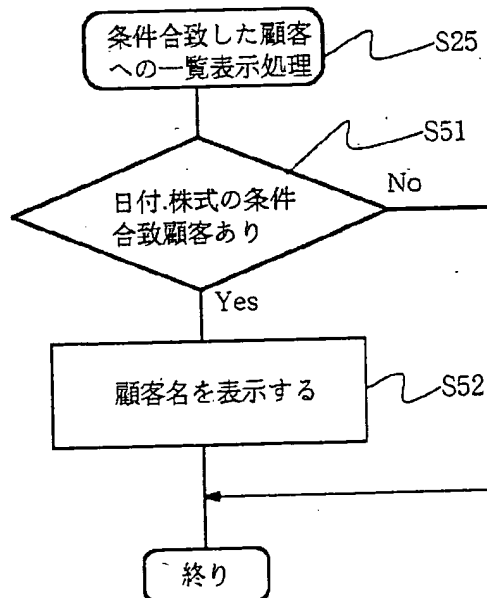 条件合致した顧客
への一覧表示処理
S25
S51
日付.株式の条件
合致顧客あり
No
Yes
顧客名を表示する
S52
終り